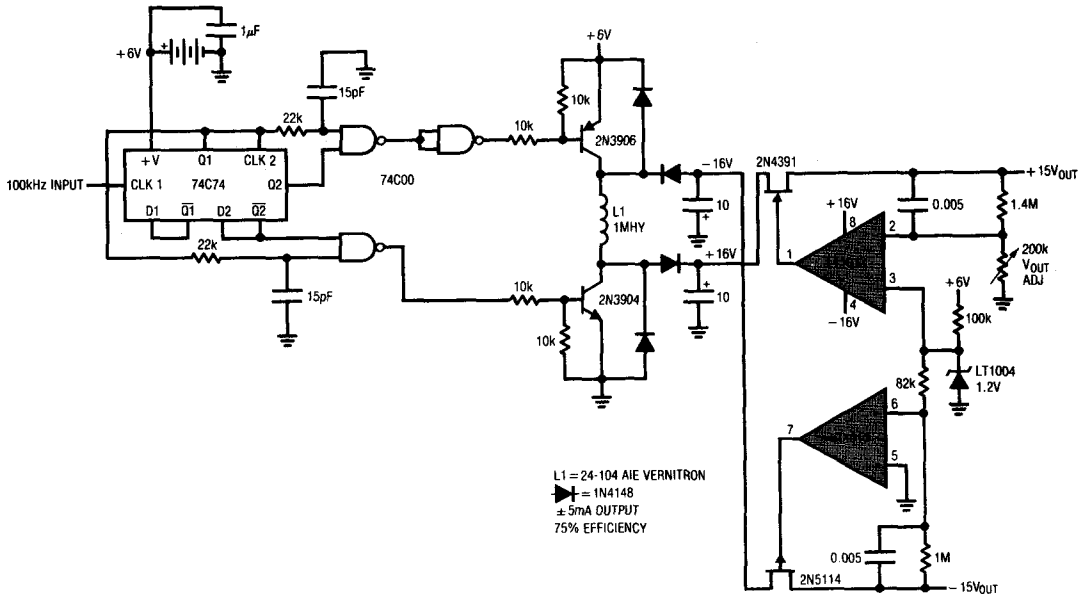 1µF
+6V
15pF
22k
+V
Q1
CLK 2
100kHz INPUT
CLK 1
74C74
Q2
D1
Q1
D2
Q2
22k
15pF
74C00
10k
10k
+6V
10k
2N3906
L1
1MHY
10k
2N3904
10k
-16V
10
+
+16V
+
10
2N4391
+15VOUT
0.005
1.4M
+16V
8
2
1
3
4
-16V
200k
VOUT
ADJ
+6V
100k
LT1004
1.2V
82k
6
7
5
L1 = 24-104 AIE VERNITRON
= 1N4148
±5mA OUTPUT
75% EFFICIENCY
0.005
1M
2N5114
-15VOUT